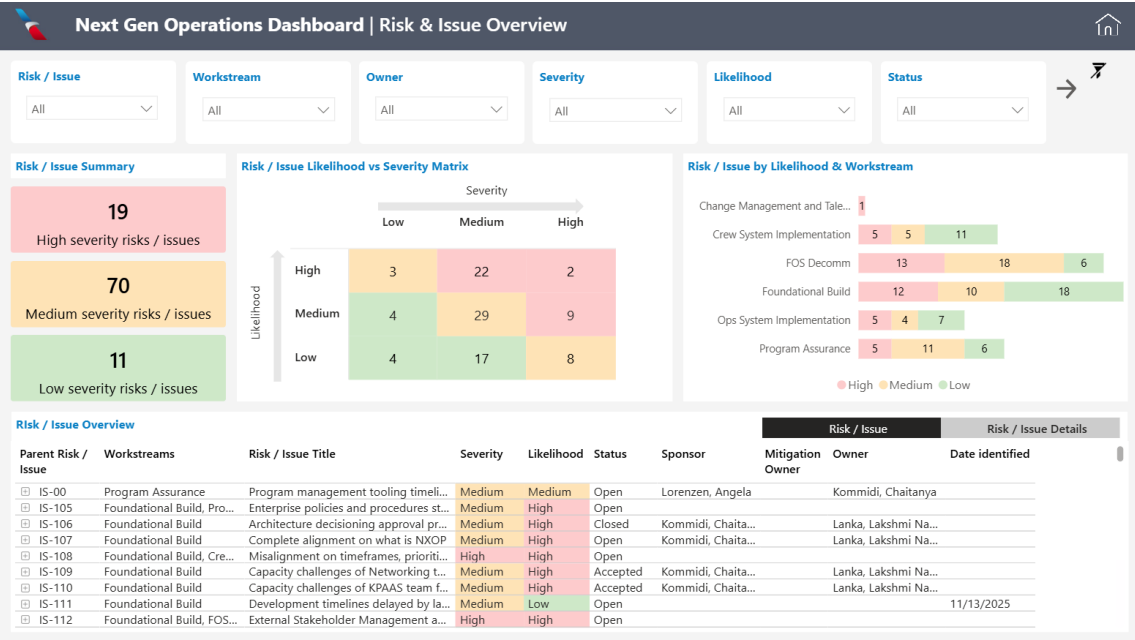 Next Gen Operations Dashboard | Risk & Issue Overview
Risk / Issue
All
Workstream
All
Owner
All
Severity
All
Likelihood
All
Status
All
Risk / Issue Summary
19
High severity risks / issues
70
Medium severity risks / issues
11
Low severity risks / issues
Risk / Issue Likelihood vs Severity Matrix
Severity
Low Medium High
Likelihood
High 3 22 2
Medium 4 29 9
Low 4 17 8
Risk / Issue by Likelihood & Workstream
Change Management and Tale... 1
Crew System Implementation 5 5 11
FOS Decomm 13 18 6
Foundational Build 12 10 18
Ops System Implementation 5 4 7
Program Assurance 5 11 6
High Medium Low
RIsk / Issue Overview
Risk / Issue Risk / Issue Details
Parent Risk / Issue Workstreams Risk / Issue Title Severity Likelihood Status Sponsor Mitigation Owner Owner Date identified
IS-00 Program Assurance Program management tooling timeli... Medium Medium Open Lorenzen, Angela Kommidi, Chaitanya
IS-105 Foundational Build, Pro... Enterprise policies and procedures st... Medium High Open
IS-106 Foundational Build Architecture decisioning approval pr... Medium High Closed Kommidi, Chaita... Lanka, Lakshmi Na...
IS-107 Foundational Build Complete alignment on what is NXOP Medium High Open Kommidi, Chaita... Lanka, Lakshmi Na...
IS-108 Foundational Build, Cre... Misalignment on timeframes, prioriti... High High Open
IS-109 Foundational Build Capacity challenges of Networking t... Medium High Accepted Kommidi, Chaita... Lanka, Lakshmi Na...
IS-110 Foundational Build Capacity challenges of KPAAS team f... Medium High Accepted Kommidi, Chaita... Lanka, Lakshmi Na...
IS-111 Foundational Build Development timelines delayed by la... Medium Low Open 11/13/2025
IS-112 Foundational Build, FOS... External Stakeholder Management a... High High Open